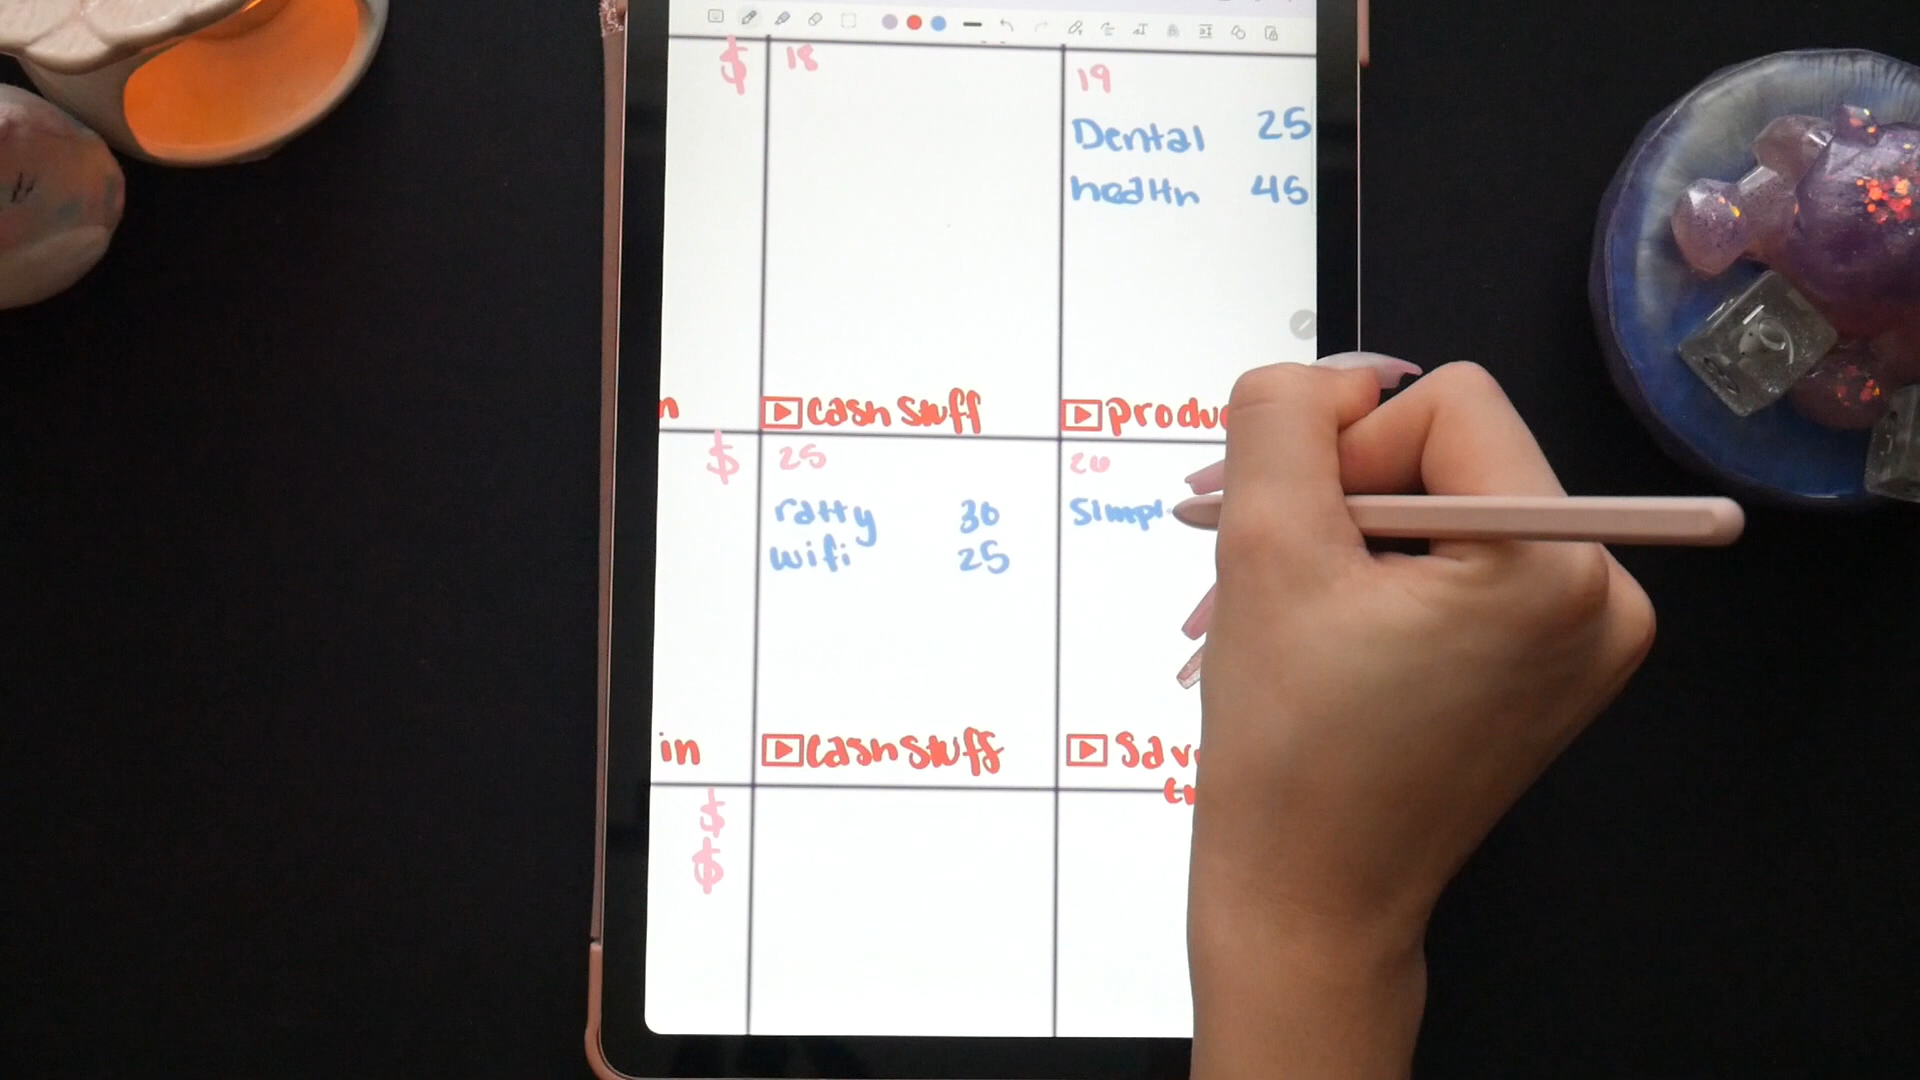 $ 18
19
Dental 25
health 45
n
cash stuff
produ
$ 25
26
ratty 30
wifi 25
Simpl
in
cash stuff
Sav
$
$